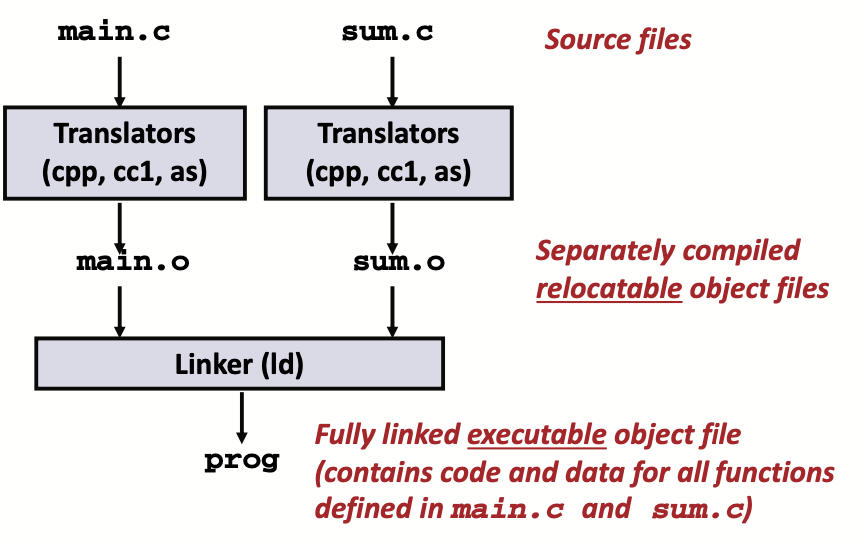 main.c sum.c Source files
Translators Translators
(cpp, cc1, as) (cpp, cc1, as)
main.o sum.o
Separately compiled
relocatable object files
Linker (ld)
prog
Fully linked executable object file
(contains code and data for all functions
defined in main.c and sum.c)